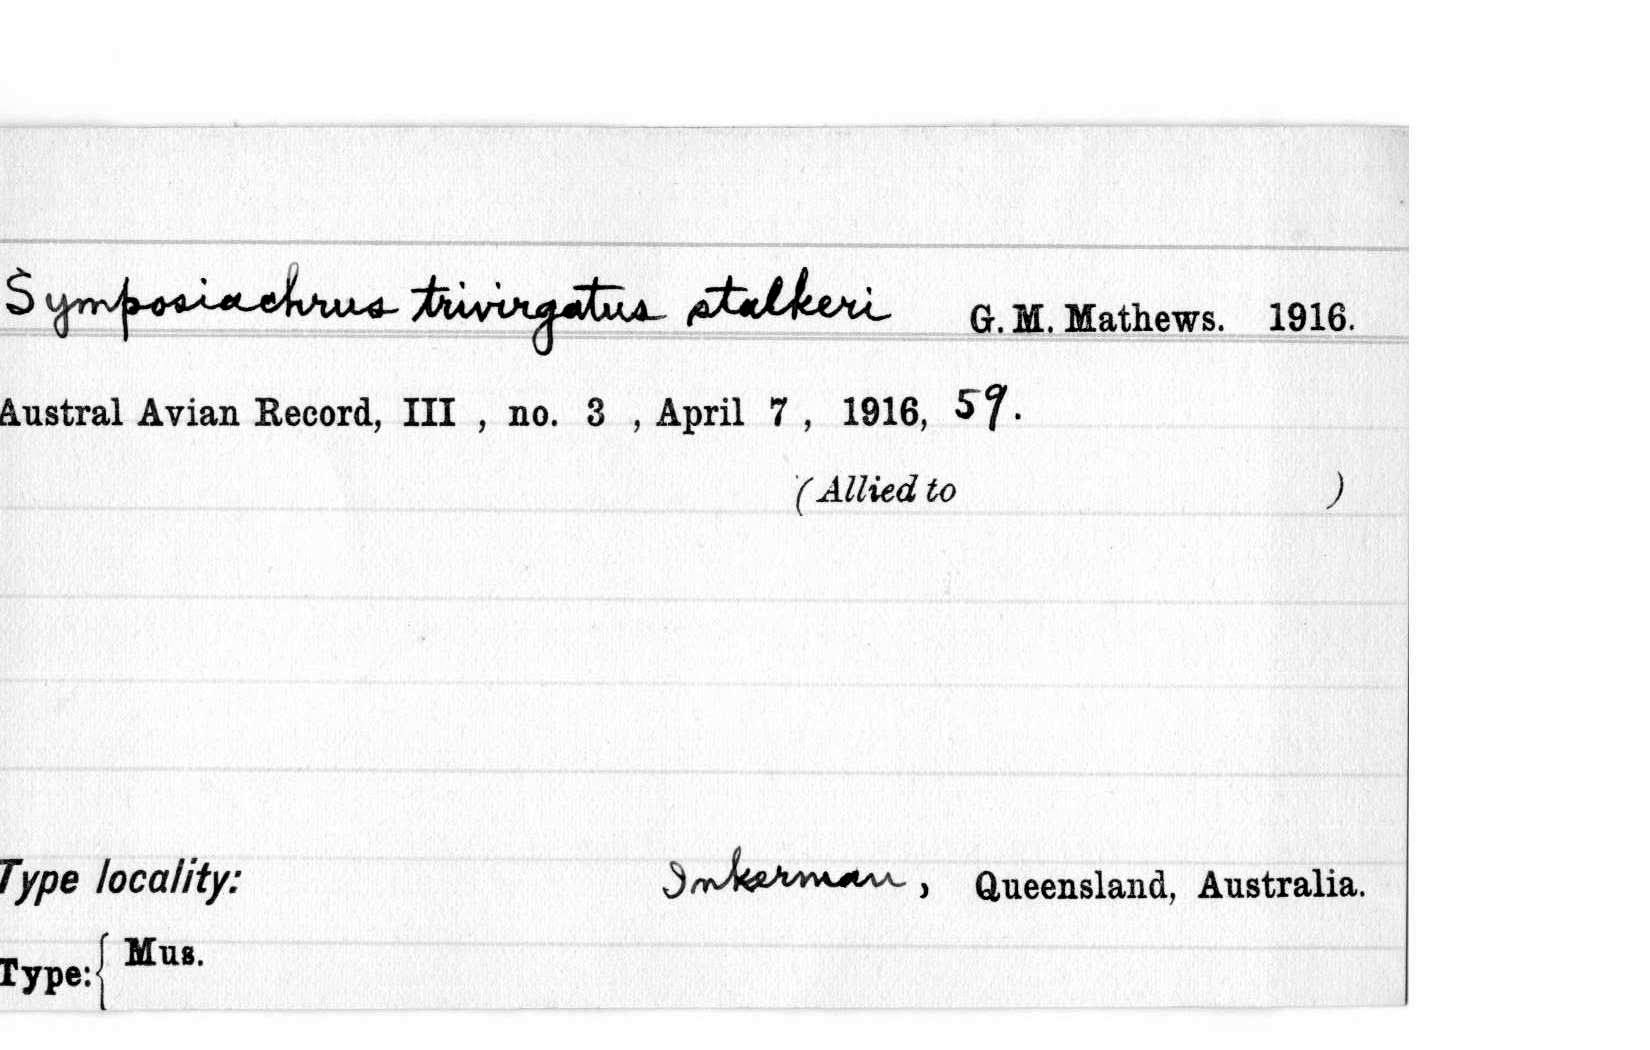 Symposiachrus trivirgatus stalkeri G. M. Mathews. 1916.
Austral Avian Record, III , no. 3 , April 7 , 1916, 59.
(Allied to )
Type locality: Inkerman , Queensland, Australia.
Type: { Mus.